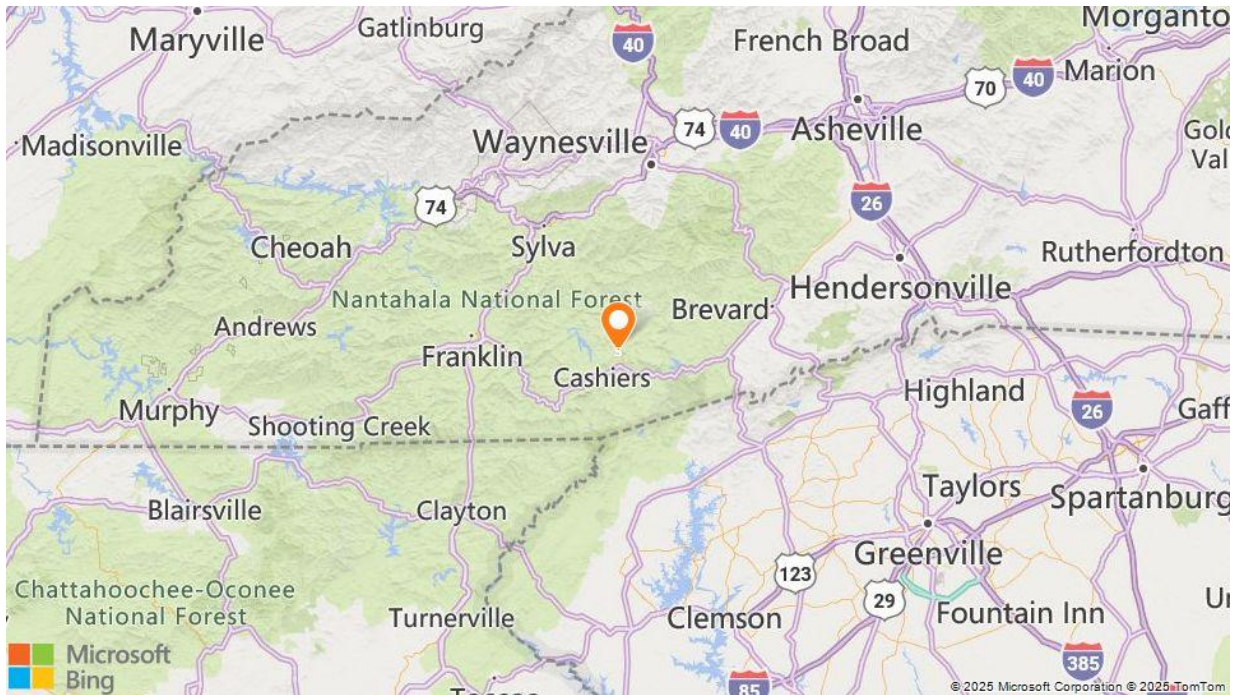 Morganto
Maryville
Gatlinburg
40
French Broad
70
40
Marion
Madisonville
Waynesville
74
40
Asheville
Gold
Val
74
26
Cheoah
Sylva
Rutherfordton
Nantahala National Forest
Brevard
Hendersonville
Andrews
Franklin
Cashiers
Highland
26
Gaff
Murphy
Shooting Creek
Blairsville
Clayton
Taylors
Spartanburg
Greenville
Chattahoochee-Oconee
National Forest
123
29
Turnerville
Clemson
Fountain Inn
Microsoft
Bing
385
85
© 2025 Microsoft Corporation © 2025 TomTom